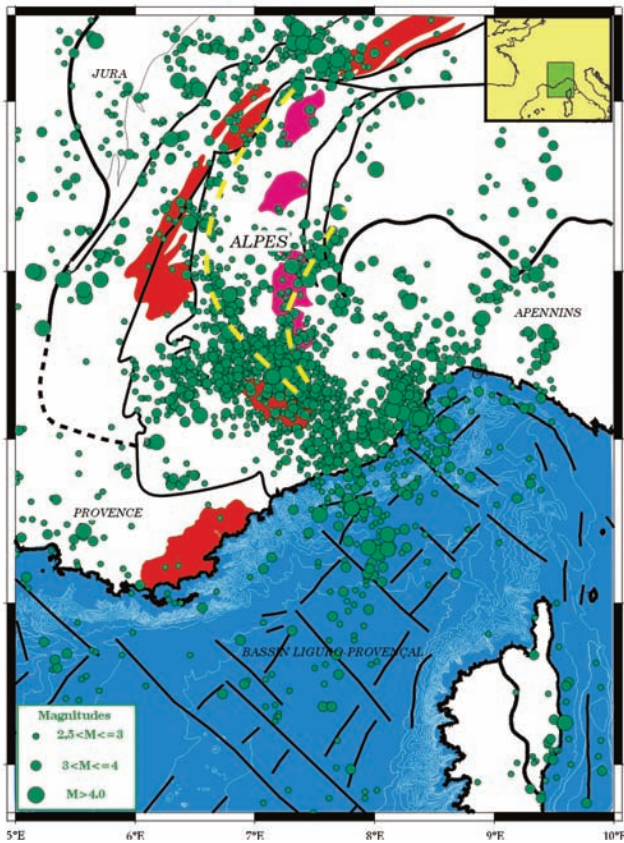 JURA
ALPES
APENNINS
PROVENCE
BASSIN LIGURO-PROVENÇAL
Magnitudes
2,5<M<=3
3<M<=4
M>4.0
5°E
6°E
7°E
8°E
9°E
10°E